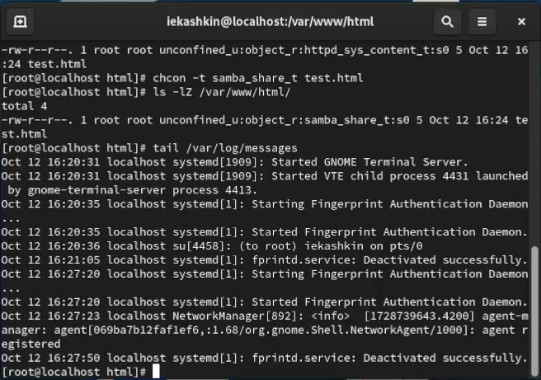 iekashkin@localhost:/var/www/html
-rw-r--r--. 1 root root unconfined_u:object_r:httpd_sys_content_t:s0 5 Oct 12 16
:24 test.html
[root@localhost html]# chcon -t samba_share_t test.html
[root@localhost html]# ls -lZ /var/www/html/
total 4
-rw-r--r--. 1 root root unconfined_u:object_r:samba_share_t:s0 5 Oct 12 16:24 te
st.html
[root@localhost html]# tail /var/log/messages
Oct 12 16:20:31 localhost systemd[1909]: Started GNOME Terminal Server.
Oct 12 16:20:31 localhost systemd[1909]: Started VTE child process 4431 launched
 by gnome-terminal-server process 4413.
Oct 12 16:20:35 localhost systemd[1]: Starting Fingerprint Authentication Daemon
...
Oct 12 16:20:35 localhost systemd[1]: Started Fingerprint Authentication Daemon.
Oct 12 16:20:36 localhost su[4458]: (to root) iekashkin on pts/0
Oct 12 16:21:05 localhost systemd[1]: fprintd.service: Deactivated successfully.
Oct 12 16:27:20 localhost systemd[1]: Starting Fingerprint Authentication Daemon
...
Oct 12 16:27:20 localhost systemd[1]: Started Fingerprint Authentication Daemon.
Oct 12 16:27:23 localhost NetworkManager[892]: <info>  [1728739643.4200] agent-m
anager: agent[069ba7b12faf1ef6,:1.68/org.gnome.Shell.NetworkAgent/1000]: agent r
egistered
Oct 12 16:27:50 localhost systemd[1]: fprintd.service: Deactivated successfully.
[root@localhost html]#